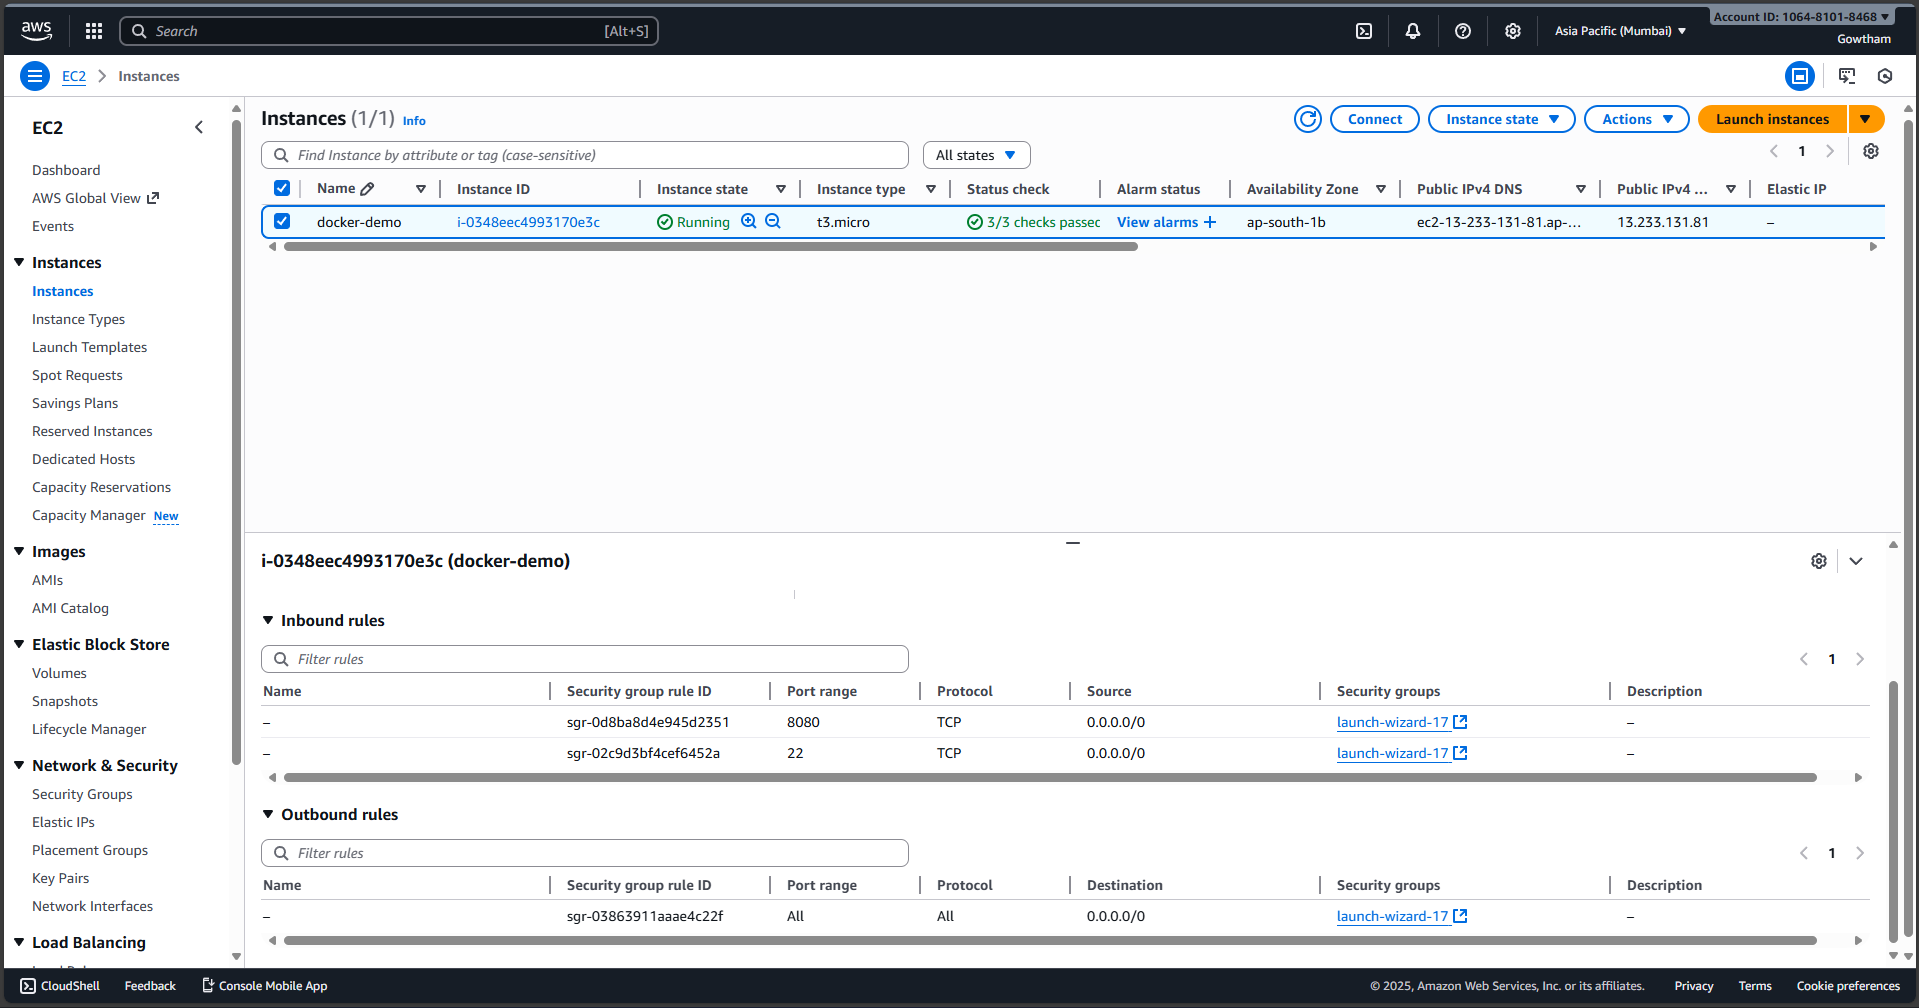 aws
Search [Alt+S]
Asia Pacific (Mumbai)
Account ID: 1064-8101-8468
Gowtham
EC2 Instances
EC2
Dashboard
AWS Global View
Events
Instances
Instances
Instance Types
Launch Templates
Spot Requests
Savings Plans
Reserved Instances
Dedicated Hosts
Capacity Reservations
Capacity Manager New
Images
AMIs
AMI Catalog
Elastic Block Store
Volumes
Snapshots
Lifecycle Manager
Network & Security
Security Groups
Elastic IPs
Placement Groups
Key Pairs
Network Interfaces
Load Balancing
Instances (1/1) Info
Connect Instance state Actions Launch instances
Find Instance by attribute or tag (case-sensitive) All states 1
Name Instance ID Instance state Instance type Status check Alarm status Availability Zone Public IPv4 DNS Public IPv4 ... Elastic IP
docker-demo i-0348eec4993170e3c Running t3.micro 3/3 checks passec View alarms + ap-south-1b ec2-13-233-131-81.ap-... 13.233.131.81 –
i-0348eec4993170e3c (docker-demo)
Inbound rules
Filter rules 1
Name Security group rule ID Port range Protocol Source Security groups Description
– sgr-0d8ba8d4e945d2351 8080 TCP 0.0.0.0/0 launch-wizard-17 –
– sgr-02c9d3bf4cef6452a 22 TCP 0.0.0.0/0 launch-wizard-17 –
Outbound rules
Filter rules 1
Name Security group rule ID Port range Protocol Destination Security groups Description
– sgr-03863911aaae4c22f All All 0.0.0.0/0 launch-wizard-17 –
CloudShell Feedback Console Mobile App © 2025, Amazon Web Services, Inc. or its affiliates. Privacy Terms Cookie preferences